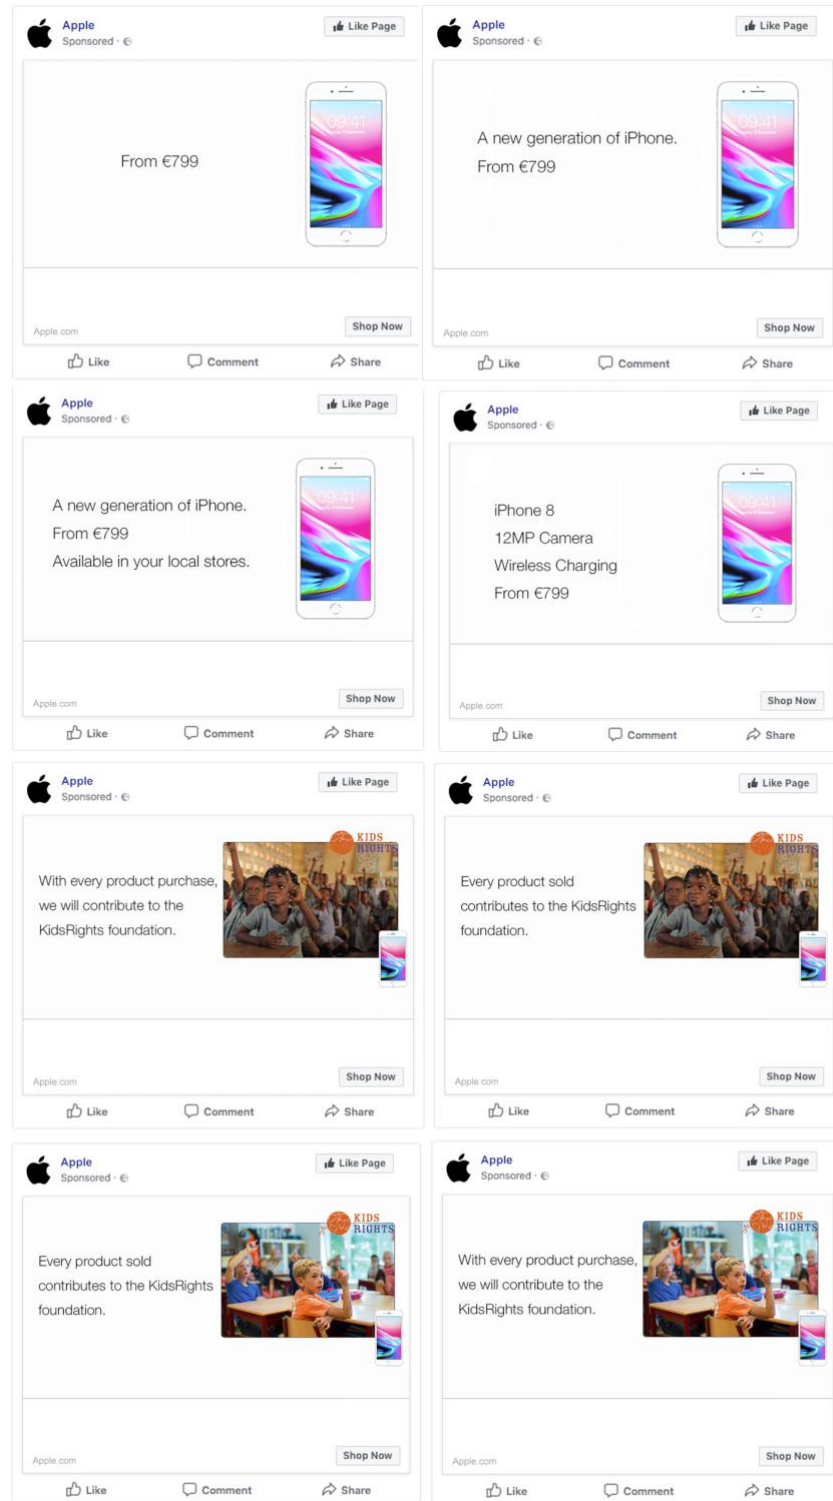 Apple
Sponsored ·
Like Page
From €799
09:41
Apple.com
Shop Now
Like
Comment
Share
Apple
Sponsored ·
Like Page
A new generation of iPhone.
From €799
09:41
Apple.com
Shop Now
Like
Comment
Share
Apple
Sponsored ·
Like Page
A new generation of iPhone.
From €799
Available in your local stores.
09:41
Apple.com
Shop Now
Like
Comment
Share
Apple
Sponsored ·
Like Page
iPhone 8
12MP Camera
Wireless Charging
From €799
09:41
Apple.com
Shop Now
Like
Comment
Share
Apple
Sponsored ·
Like Page
KIDS
RIGHTS
With every product purchase,
we will contribute to the
KidsRights foundation.
Apple.com
Shop Now
Like
Comment
Share
Apple
Sponsored ·
Like Page
KIDS
RIGHTS
Every product sold
contributes to the KidsRights
foundation.
Apple.com
Shop Now
Like
Comment
Share
Apple
Sponsored ·
Like Page
KIDS
RIGHTS
Every product sold
contributes to the KidsRights
foundation.
Apple.com
Shop Now
Like
Comment
Share
Apple
Sponsored ·
Like Page
KIDS
RIGHTS
With every product purchase,
we will contribute to the
KidsRights foundation.
Apple.com
Shop Now
Like
Comment
Share